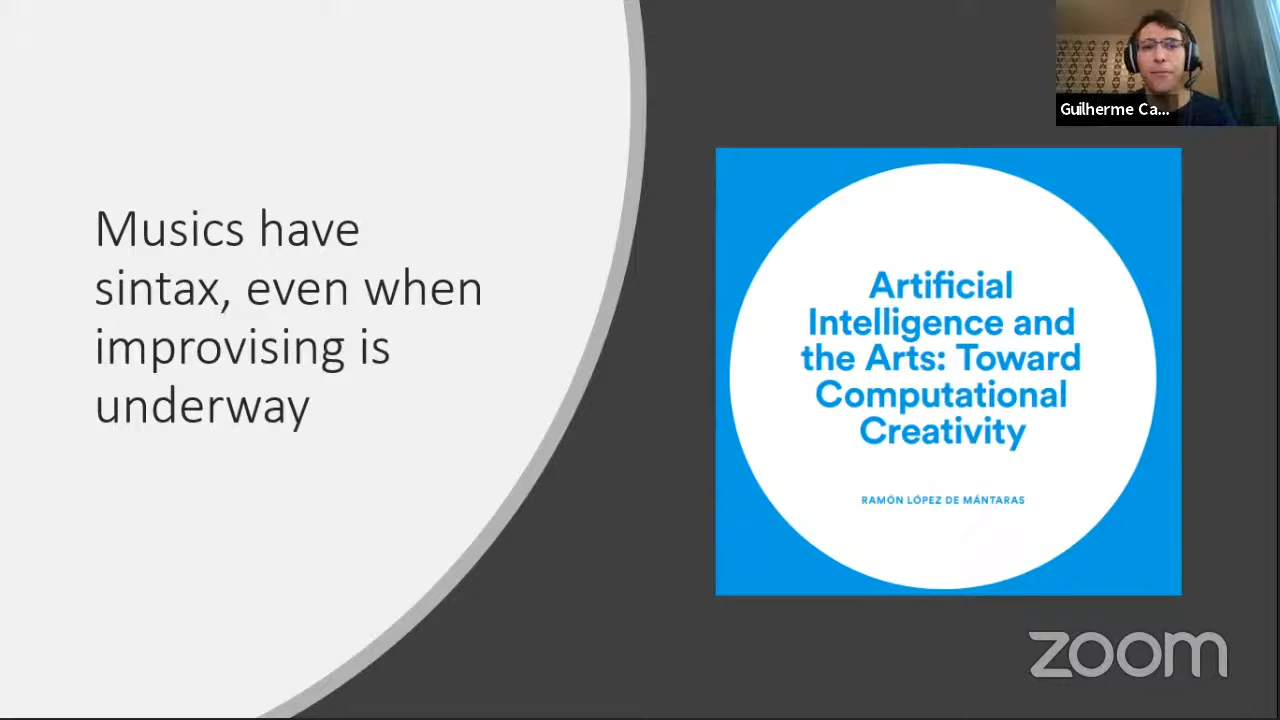 Guilherme Ca...
Musics have
sintax, even when
improvising is
underway
Artificial
Intelligence and
the Arts: Toward
Computational
Creativity
RAMÓN LÓPEZ DE MÁNTARAS
zoom